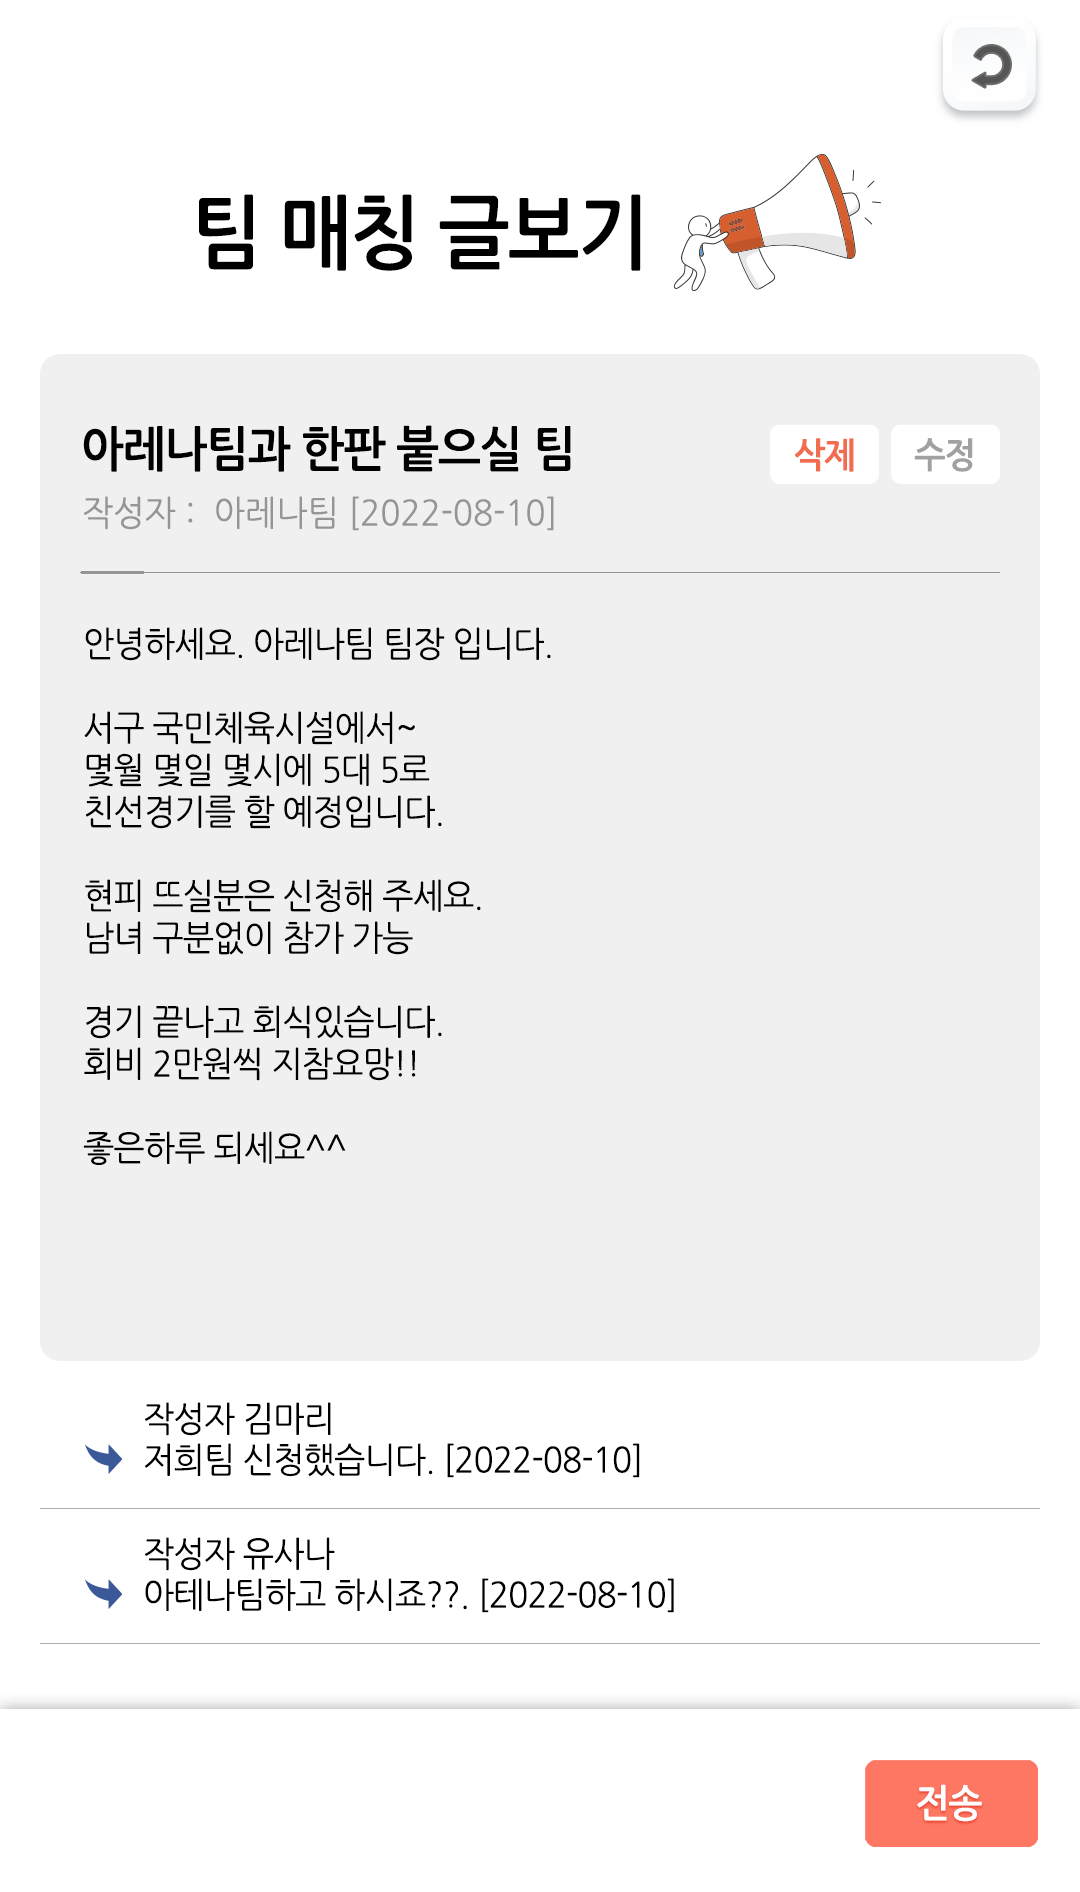 팀 매칭 글보기
아레나팀과 한판 붙으실 팀
삭제
수정
작성자 : 아레나팀 [2022-08-10]
안녕하세요. 아레나팀 팀장 입니다.
서구 국민체육시설에서~
몇월 몇일 몇시에 5대 5로
친선경기를 할 예정입니다.
현피 뜨실분은 신청해 주세요.
남녀 구분없이 참가 가능
경기 끝나고 회식있습니다.
회비 2만원씩 지참요망!!
좋은하루 되세요^^
작성자 김마리
저희팀 신청했습니다. [2022-08-10]
작성자 유사나
아테나팀하고 하시죠??. [2022-08-10]
전송